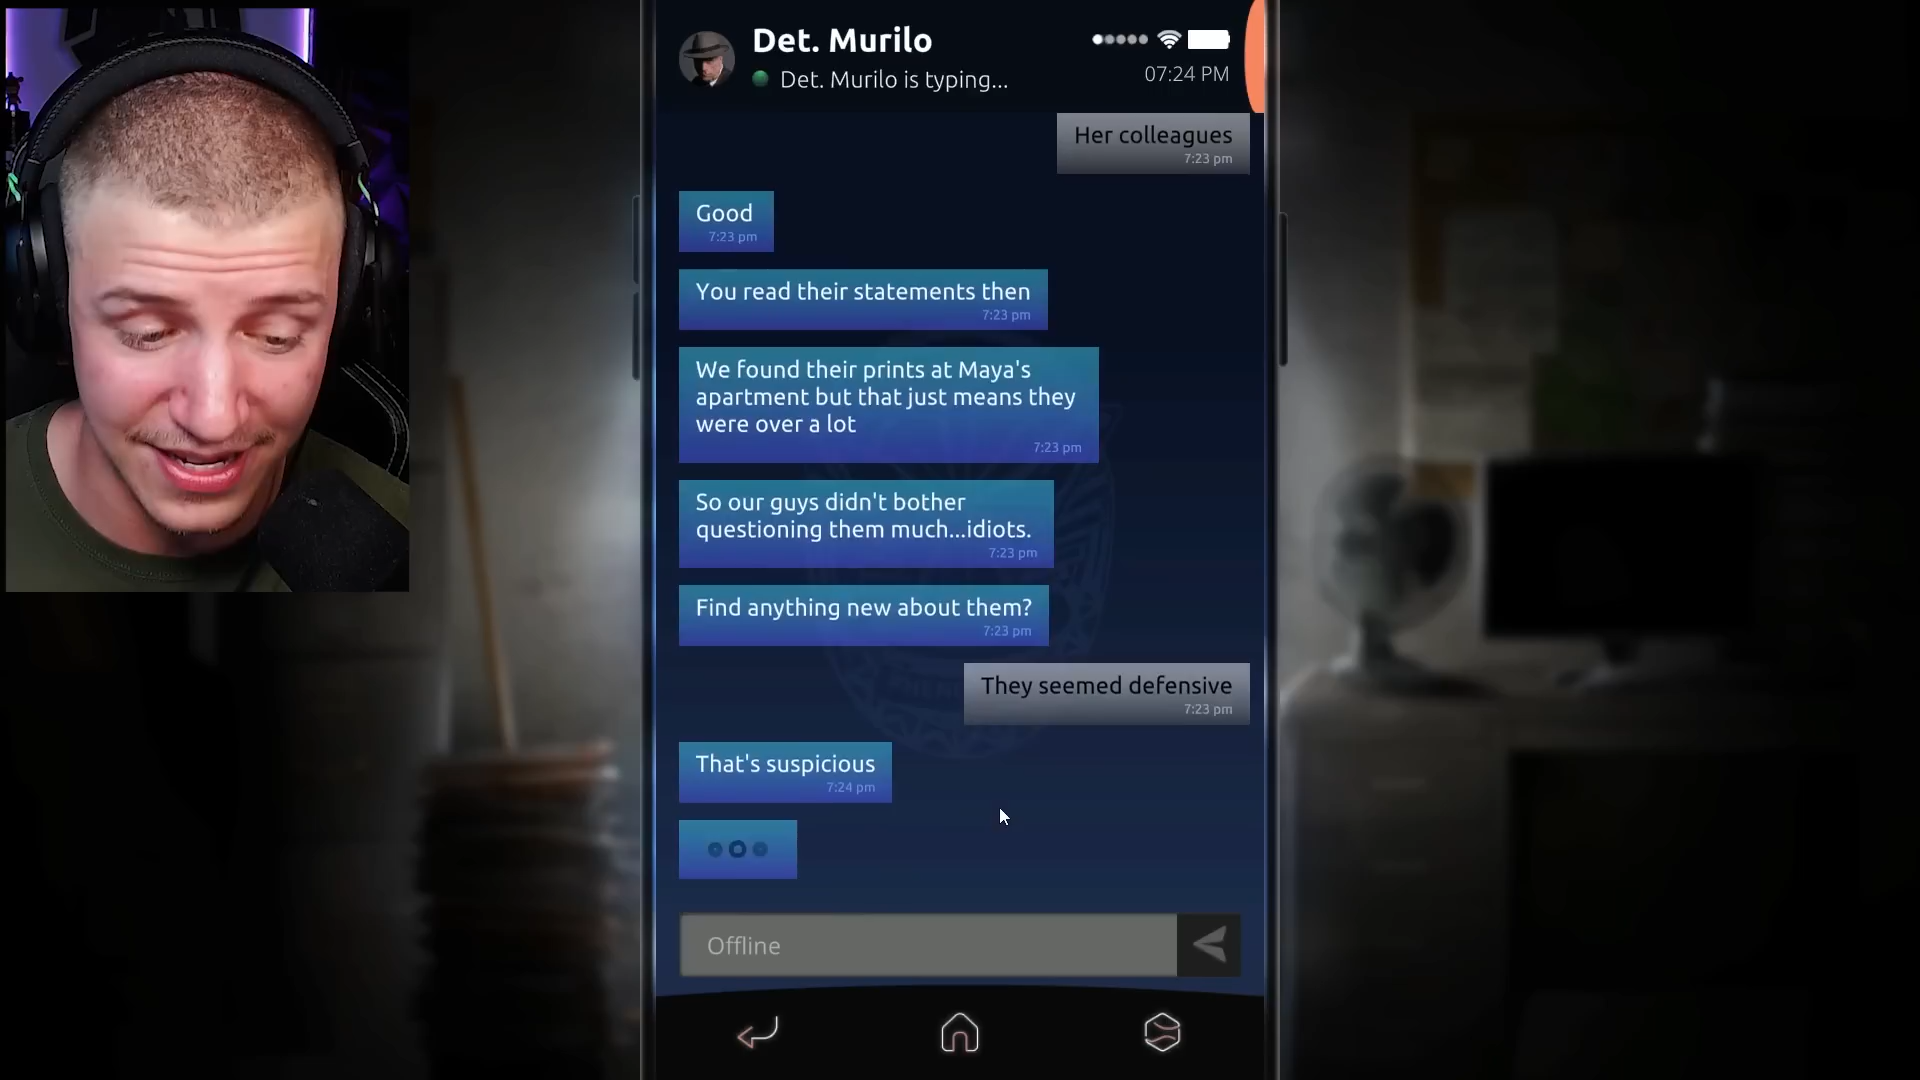 Det. Murilo
Det. Murilo is typing...
07:24 PM
Her colleagues
7:23 pm
Good
7:23 pm
You read their statements then
7:23 pm
We found their prints at Maya's
apartment but that just means they
were over a lot
7:23 pm
So our guys didn't bother
questioning them much...idiots.
7:23 pm
Find anything new about them?
7:23 pm
They seemed defensive
7:23 pm
That's suspicious
7:24 pm
Offline